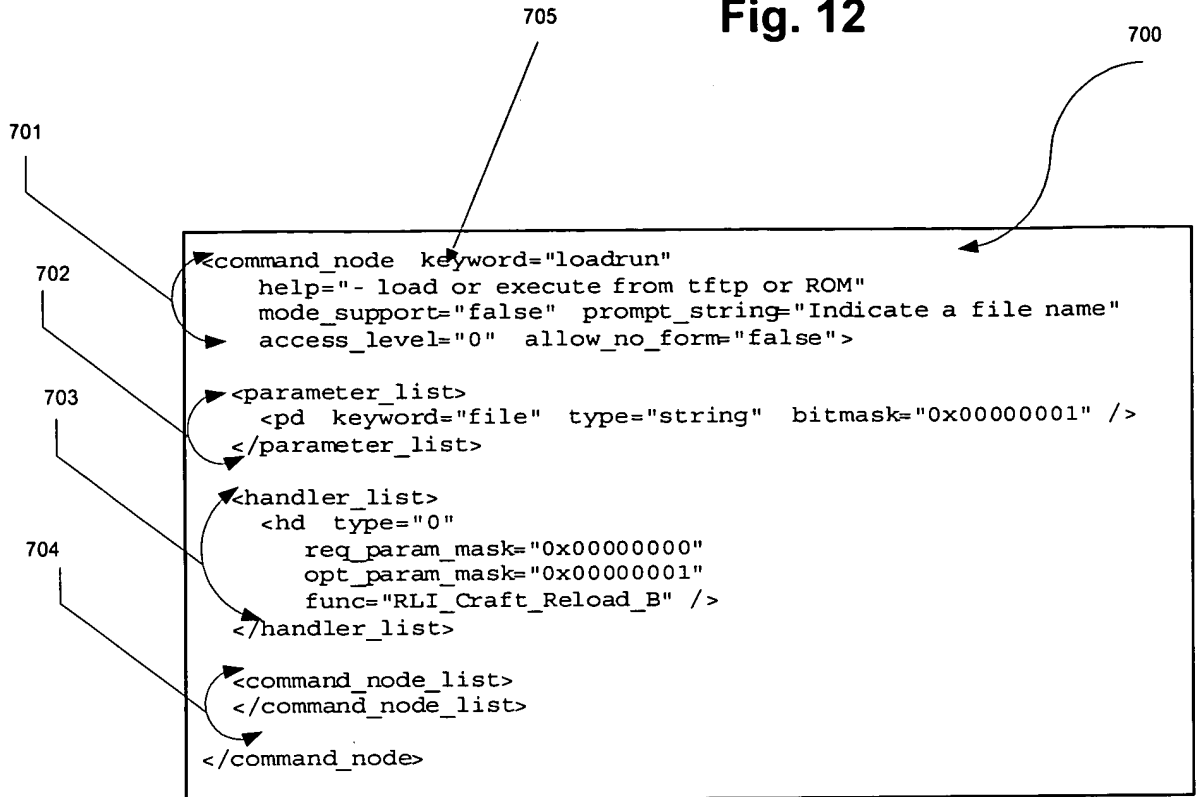 Fig. 12
705
700
701
702
703
704
<command_node keyword="loadrun"
help="- load or execute from tftp or ROM"
mode_support="false" prompt_string="Indicate a file name"
access_level="0" allow_no_form="false">
<parameter_list>
<pd keyword="file" type="string" bitmask="0x00000001" />
</parameter_list>
<handler_list>
<hd type="0"
req_param_mask="0x00000000"
opt_param_mask="0x00000001"
func="RLI_Craft_Reload_B" />
</handler_list>
<command_node_list>
</command_node_list>
</command_node>